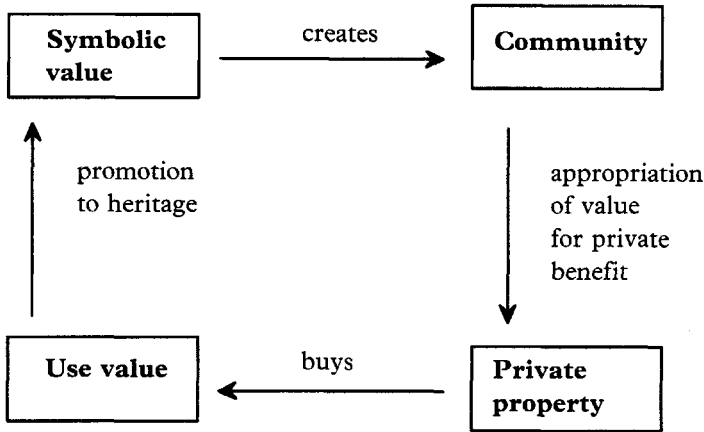 Symbolic
value
creates
Community
promotion
to heritage
appropriation
of value
for private
benefit
Use value
buys
Private
property